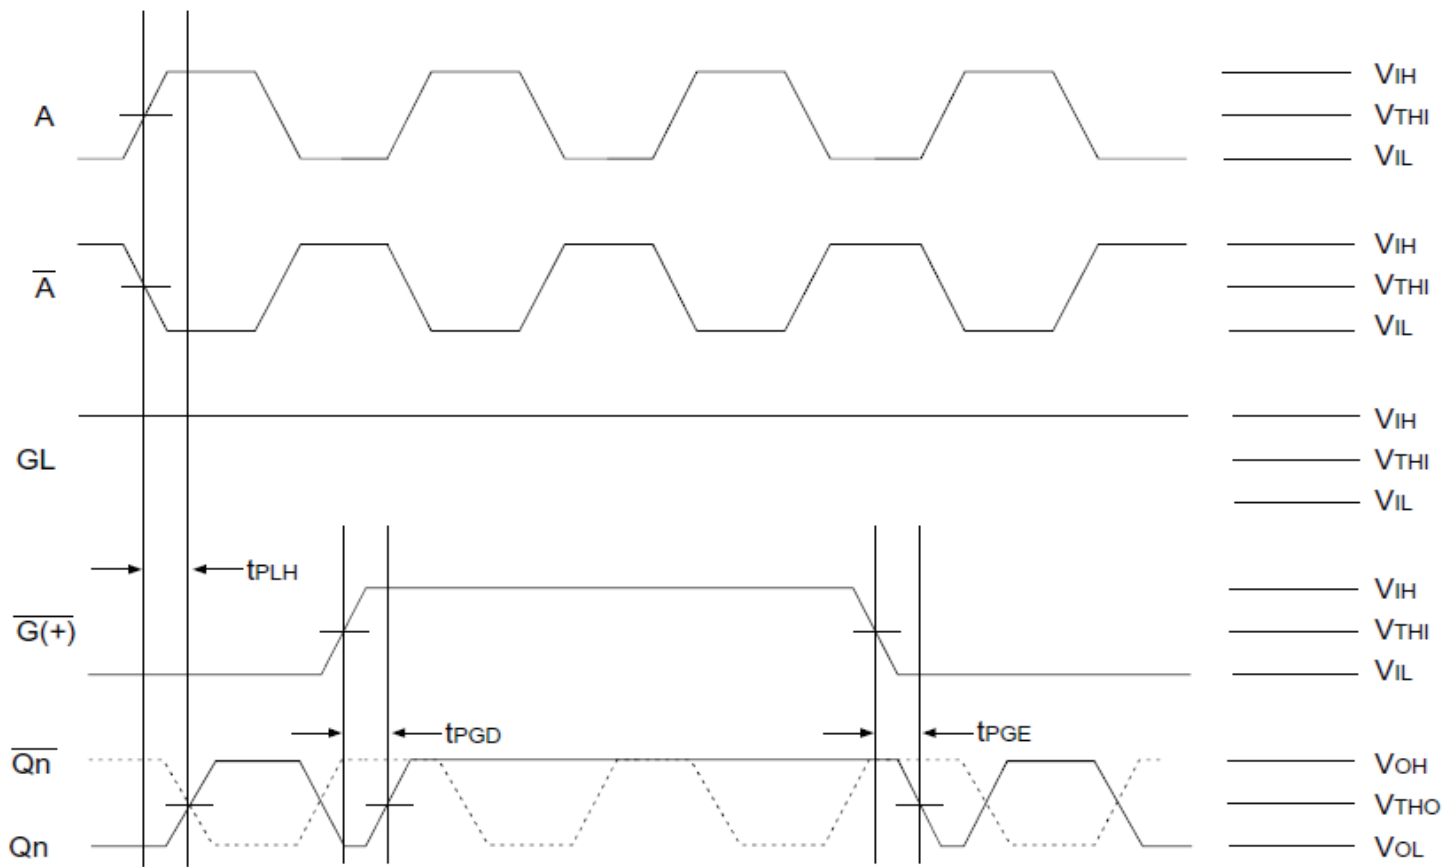 A VIH
VTHI
VIL
A VIH
VTHI
VIL
GL VIH
VTHI
VIL
tPLH
G(+) VIH
VTHI
VIL
tPGD tPGE
Qn VOH
VTHO
Qn VOL